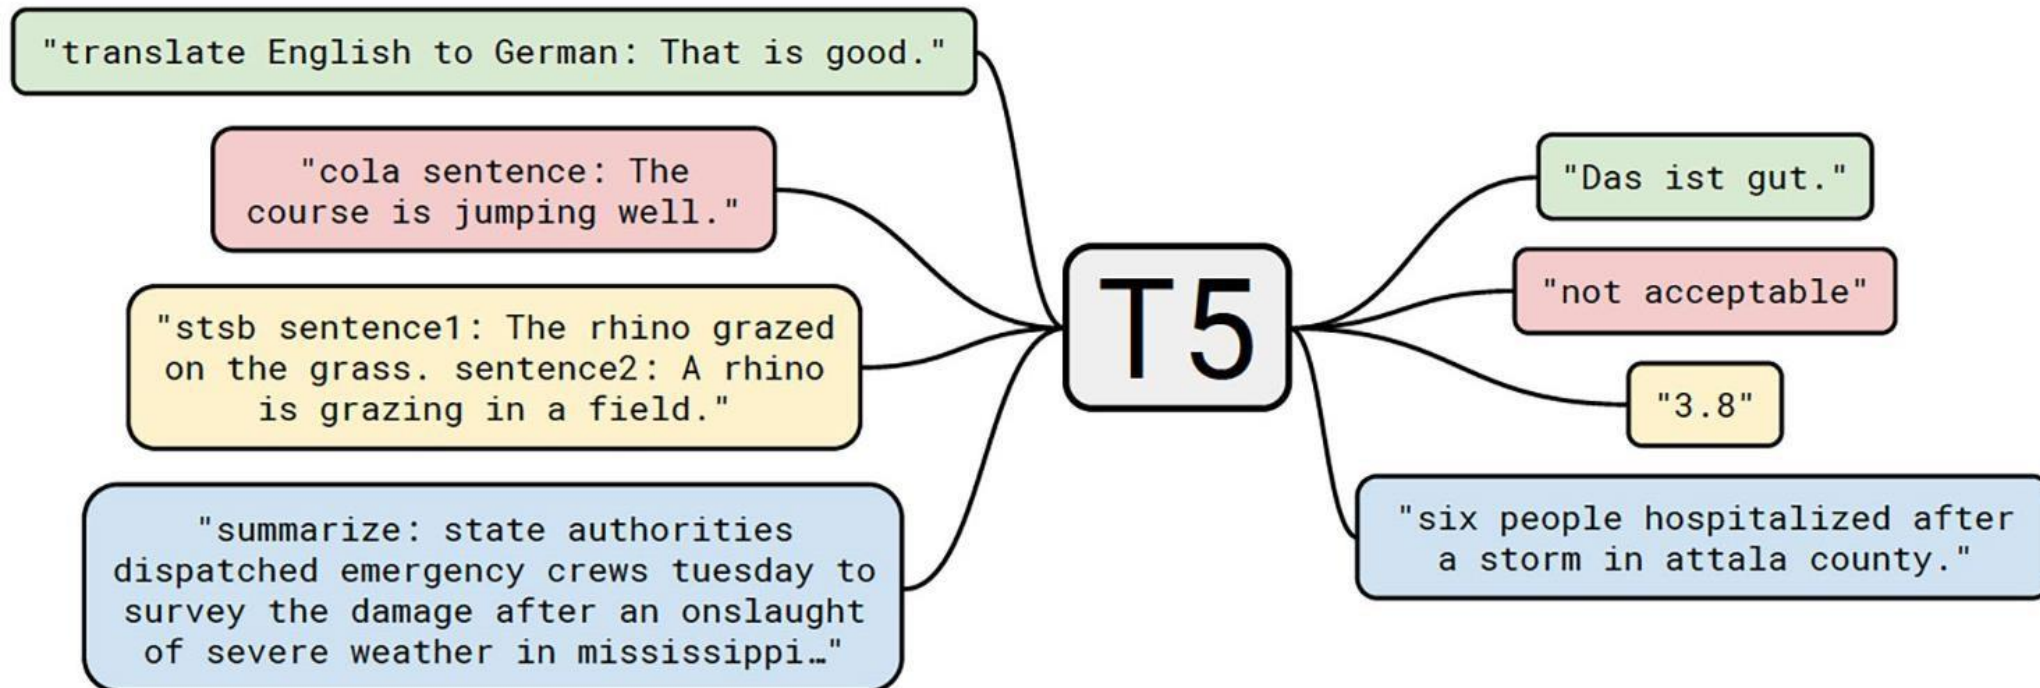 "translate English to German: That is good."
"cola sentence: The
course is jumping well."
"stsb sentence1: The rhino grazed
on the grass. sentence2: A rhino
is grazing in a field."
"summarize: state authorities
dispatched emergency crews tuesday to
survey the damage after an onslaught
of severe weather in mississippi…"
T5
"Das ist gut."
"not acceptable"
"3.8"
"six people hospitalized after
a storm in attala county."